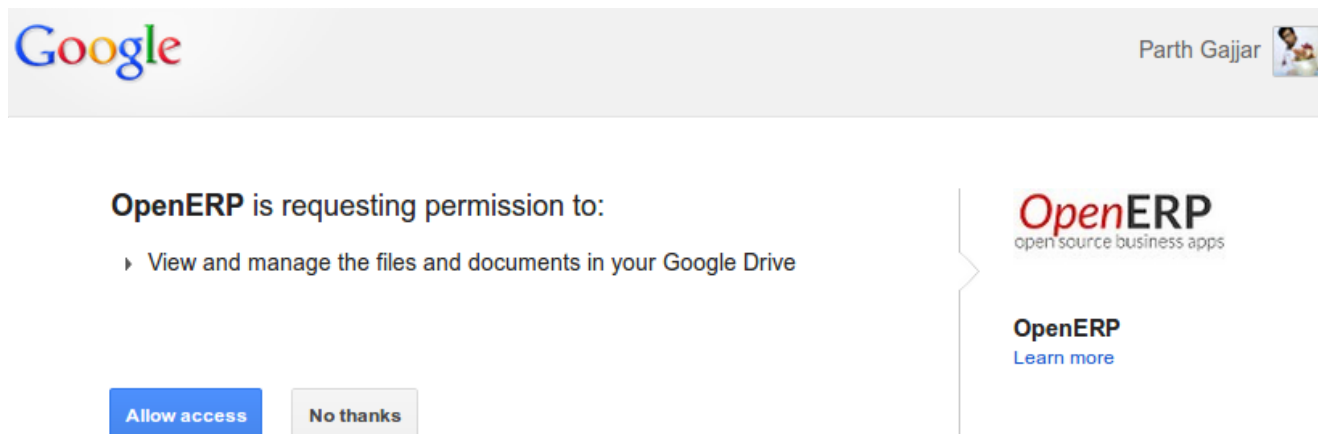 Google
Parth Gajjar
OpenERP is requesting permission to:
View and manage the files and documents in your Google Drive
OpenERP
open source business apps
OpenERP
Learn more
Allow access
No thanks